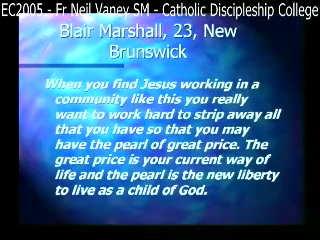 EC2005 - Fr Neil Vaney SM - Catholic Discipleship College
Blair Marshall, 23, New
Brunswick
When you find Jesus working in a
community like this you really
want to work hard to strip away all
that you have so that you may
have the pearl of great price. The
great price is your current way of
life and the pearl is the new liberty
to live as a child of God.